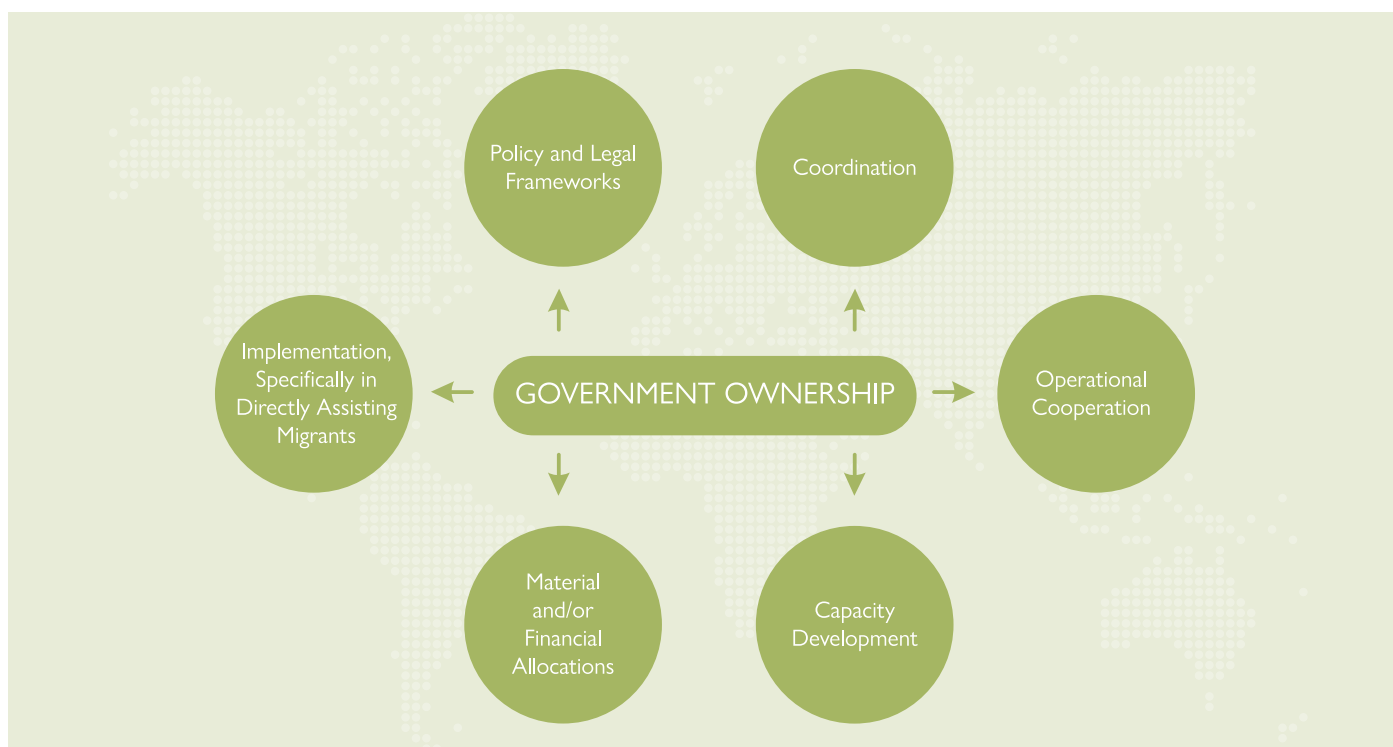 Policy and Legal
Frameworks
Coordination
Implementation,
Specifically in
Directly Assisting
Migrants
GOVERNMENT OWNERSHIP
Operational
Cooperation
Material
and/or
Financial
Allocations
Capacity
Development